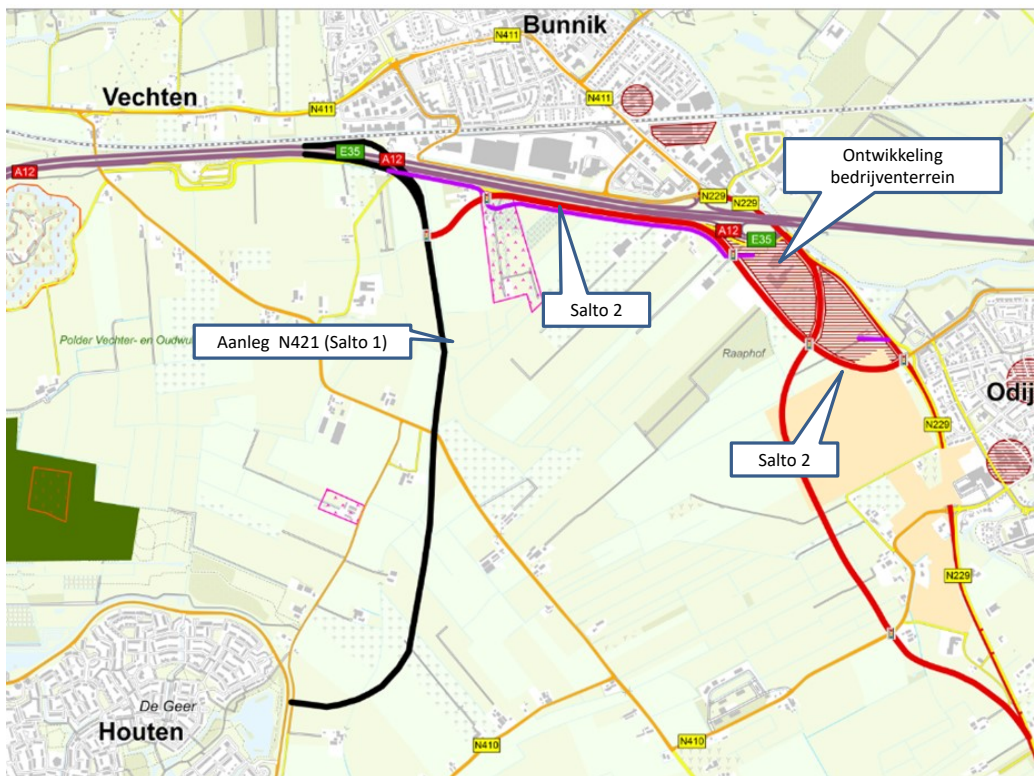 Bunnik
N411
Vechten
N411
N411
E35
A12
A12
Ontwikkeling
bedrijventerrein
N229
N229
A12
E35
Salto 2
Polder Vechter- en Oudwu
Aanleg N421 (Salto 1)
Raaphof
Odij
N229
Salto 2
N229
De Geer
Houten
N410
N410